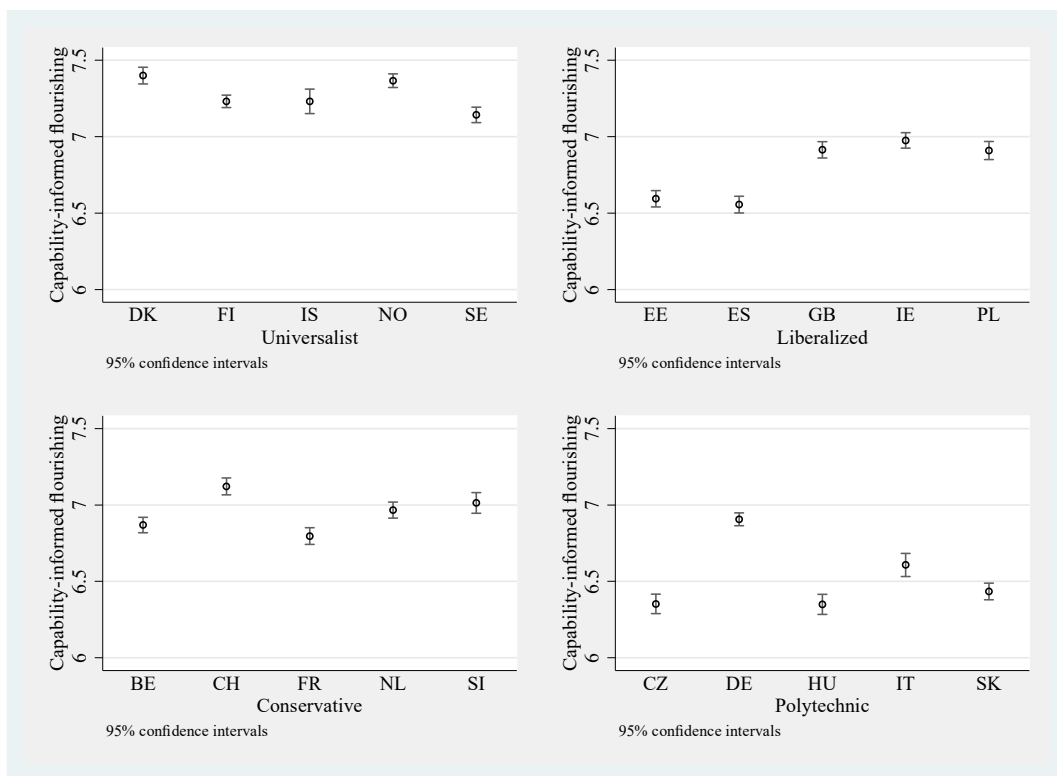 Capability-informed flourishing
7.5
7
6.5
6
DK FI IS NO SE
Universalist
95% confidence intervals
Capability-informed flourishing
7.5
7
6.5
6
EE ES GB IE PL
Liberalized
95% confidence intervals
Capability-informed flourishing
7.5
7
6.5
6
BE CH FR NL SI
Conservative
95% confidence intervals
Capability-informed flourishing
7.5
7
6.5
6
CZ DE HU IT SK
Polytechnic
95% confidence intervals